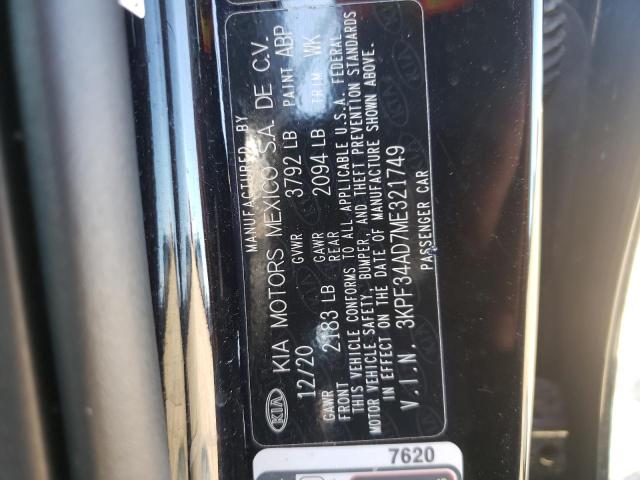 MANUFACTURED BY
KIA KIA MOTORS MEXICO S.A. DE C.V.
12/20 GVWR 3792 LB PAINT ABP
GAWR FRONT 2183 LB GAWR REAR 2094 LB TRIM WK
THIS VEHICLE CONFORMS TO ALL APPLICABLE U.S.A. FEDERAL
MOTOR VEHICLE SAFETY, BUMPER, AND THEFT PREVENTION STANDARDS
IN EFFECT ON THE DATE OF MANUFACTURE SHOWN ABOVE.
V.I.N. 3KPF34AD7ME321749
PASSENGER CAR
7620